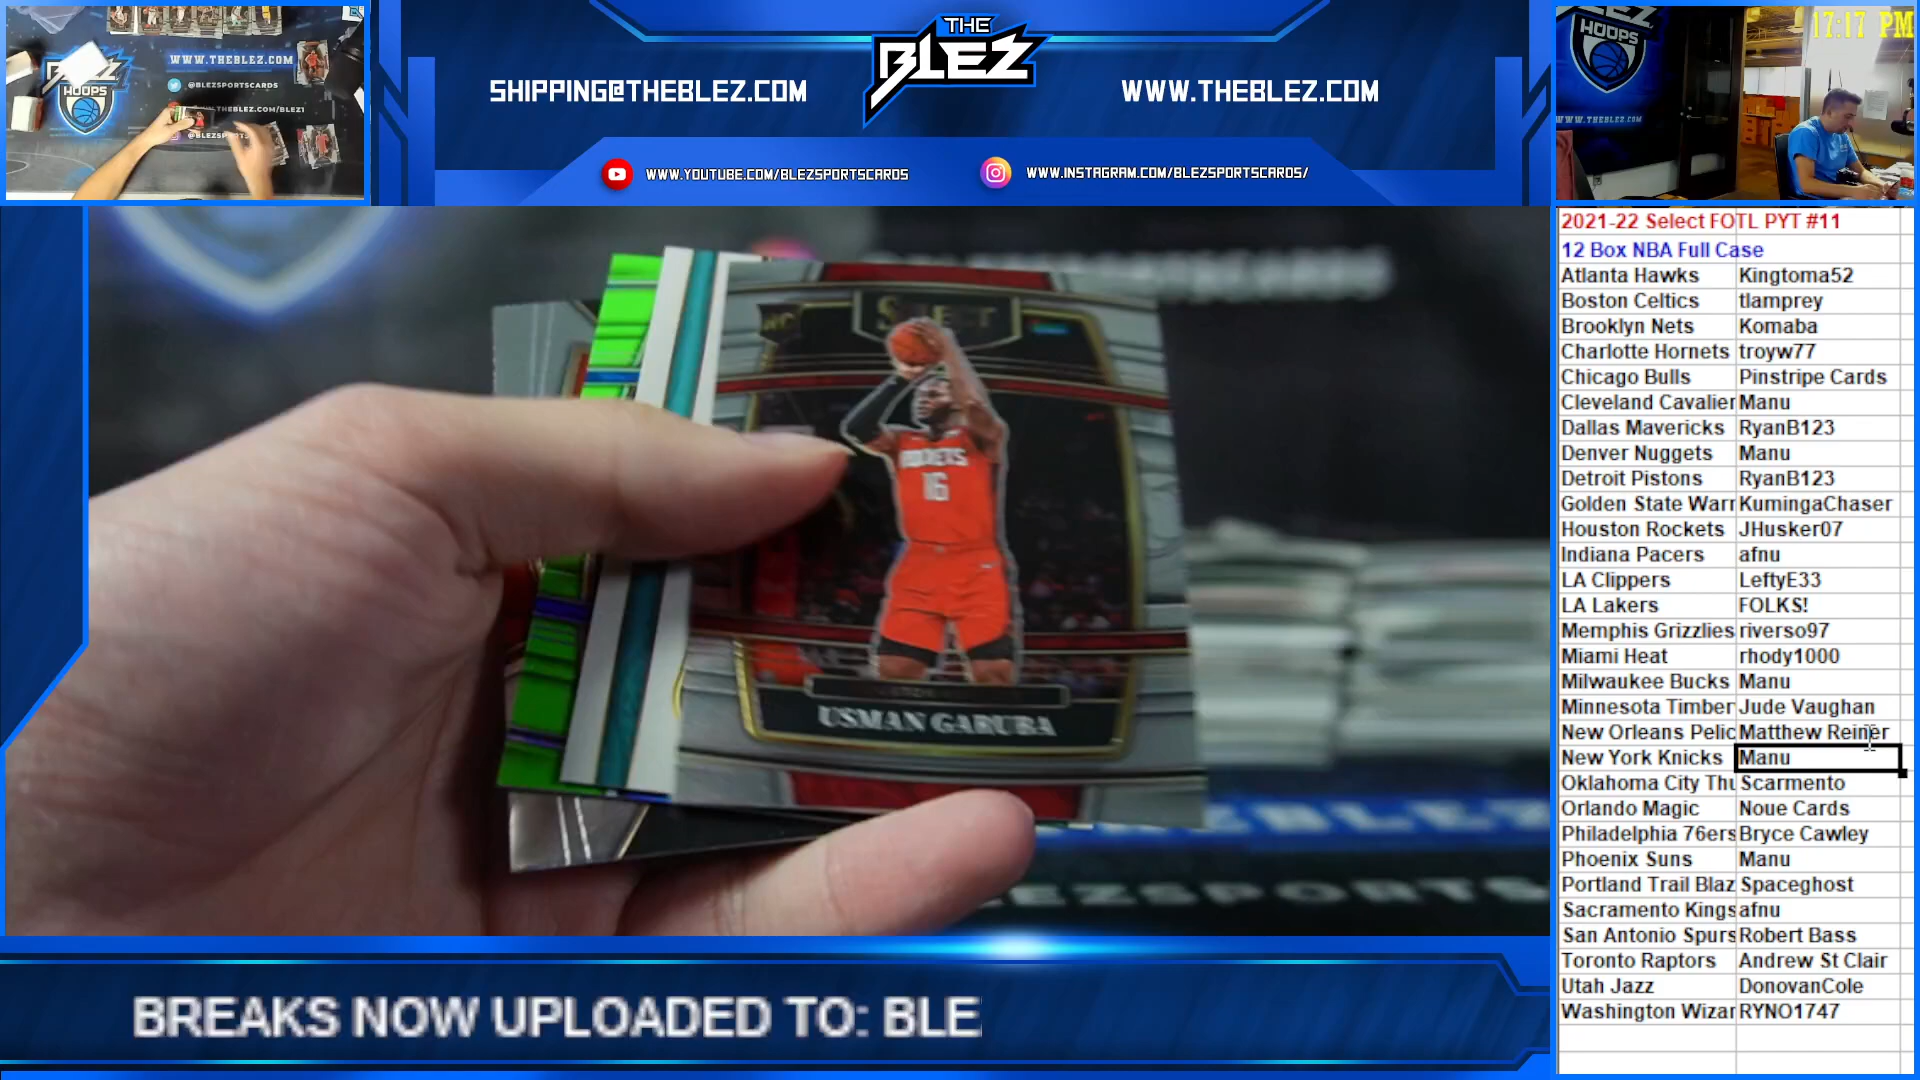 WWW.THEBLEZ.COM
@BLEZSPORTSCARDS
HOOPS
THE
BLEZ
SHIPPING@THEBLEZ.COM
WWW.THEBLEZ.COM
WWW.YOUTUBE.COM/BLEZSPORTSCARDS
WWW.INSTAGRAM.COM/BLEZSPORTSCARDS/
HOOPS
WWW.THEBLEZ.COM
17:17 PM
SELECT
ROCKETS
16
USMAN GARUBA
BREAKS NOW UPLOADED TO: BLE
2021-22 Select FOTL PYT #11
12 Box NBA Full Case
Atlanta Hawks Kingtoma52
Boston Celtics tlamprey
Brooklyn Nets Komaba
Charlotte Hornets troyw77
Chicago Bulls Pinstripe Cards
Cleveland Cavalier Manu
Dallas Mavericks RyanB123
Denver Nuggets Manu
Detroit Pistons RyanB123
Golden State Warr KumingaChaser
Houston Rockets JHusker07
Indiana Pacers afnu
LA Clippers LeftyE33
LA Lakers FOLKS!
Memphis Grizzlies riverso97
Miami Heat rhody1000
Milwaukee Bucks Manu
Minnesota Timber Jude Vaughan
New Orleans Pelic Matthew Reiner
New York Knicks Manu
Oklahoma City Thu Scarmento
Orlando Magic Noue Cards
Philadelphia 76ers Bryce Cawley
Phoenix Suns Manu
Portland Trail Blaz Spaceghost
Sacramento Kings afnu
San Antonio Spurs Robert Bass
Toronto Raptors Andrew St Clair
Utah Jazz DonovanCole
Washington Wizar RYNO1747